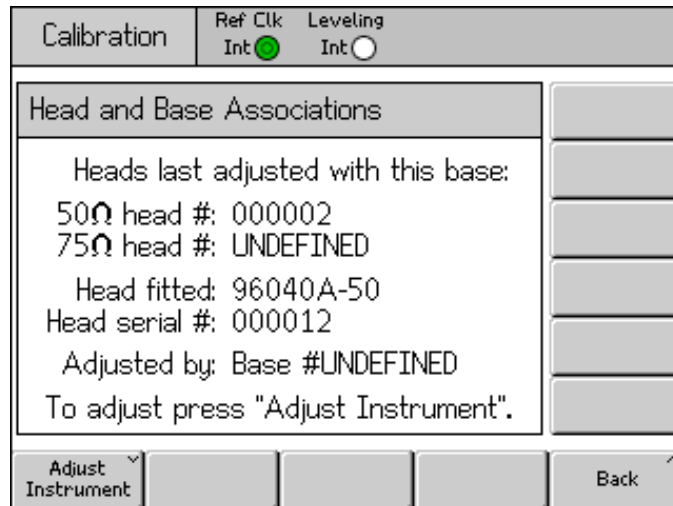 Calibration
Ref Clk Leveling
Int Int
Head and Base Associations
Heads last adjusted with this base:
50Ω head #: 000002
75Ω head #: UNDEFINED
Head fitted: 96040A-50
Head serial #: 000012
Adjusted by: Base #UNDEFINED
To adjust press "Adjust Instrument".
Adjust
Instrument
Back